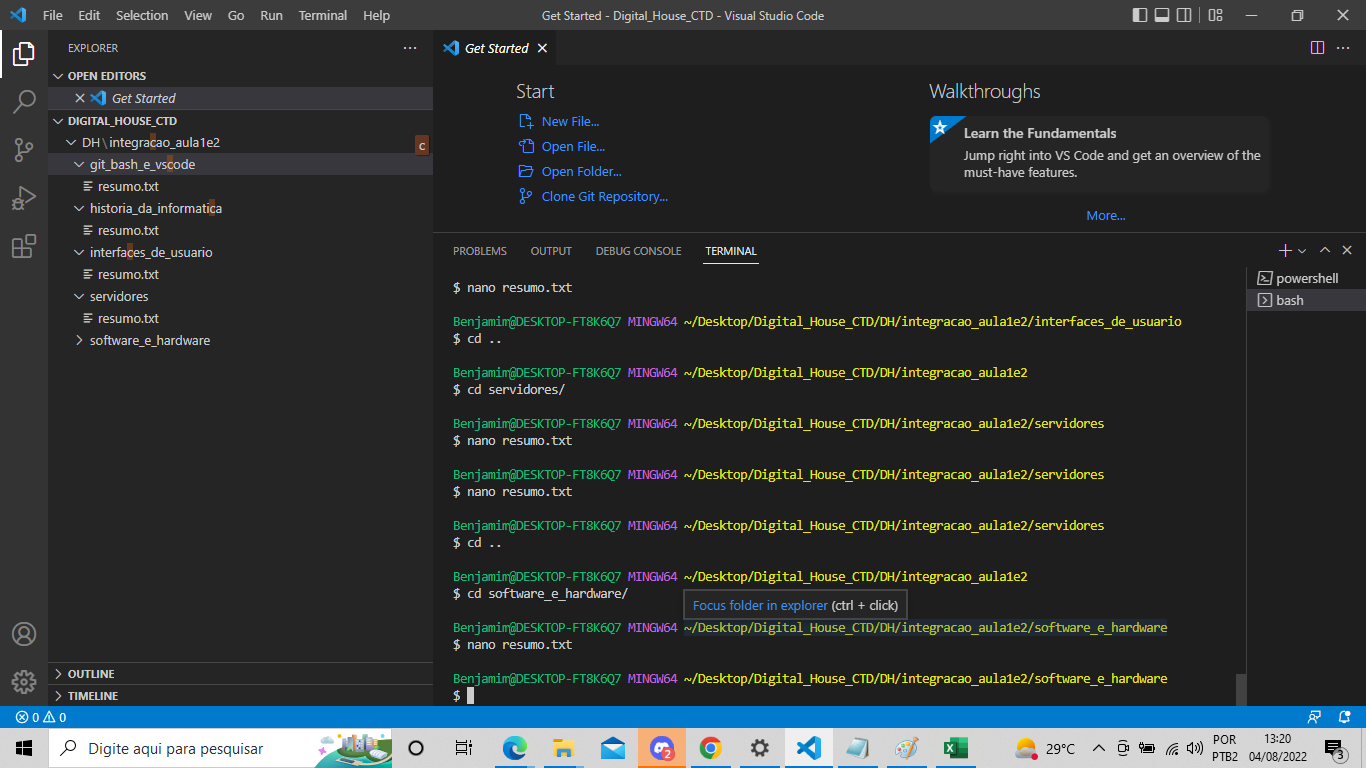 File Edit Selection View Go Run Terminal Help
Get Started - Digital_House_CTD - Visual Studio Code
EXPLORER
OPEN EDITORS
Get Started
DIGITAL_HOUSE_CTD
DH\integracao_aula1e2
c
git_bash_e_vscode
resumo.txt
historia_da_informatica
resumo.txt
interfaces_de_usuario
resumo.txt
servidores
resumo.txt
software_e_hardware
OUTLINE
TIMELINE
Get Started
Start
New File...
Open File...
Open Folder...
Clone Git Repository...
Walkthroughs
Learn the Fundamentals
Jump right into VS Code and get an overview of the
must-have features.
More...
PROBLEMS OUTPUT DEBUG CONSOLE TERMINAL
$ nano resumo.txt
Benjamim@DESKTOP-FT8K6Q7 MINGW64 ~/Desktop/Digital_House_CTD/DH/integracao_aula1e2/interfaces_de_usuario
$ cd ..
Benjamim@DESKTOP-FT8K6Q7 MINGW64 ~/Desktop/Digital_House_CTD/DH/integracao_aula1e2
$ cd servidores/
Benjamim@DESKTOP-FT8K6Q7 MINGW64 ~/Desktop/Digital_House_CTD/DH/integracao_aula1e2/servidores
$ nano resumo.txt
Benjamim@DESKTOP-FT8K6Q7 MINGW64 ~/Desktop/Digital_House_CTD/DH/integracao_aula1e2/servidores
$ nano resumo.txt
Benjamim@DESKTOP-FT8K6Q7 MINGW64 ~/Desktop/Digital_House_CTD/DH/integracao_aula1e2/servidores
$ cd ..
Benjamim@DESKTOP-FT8K6Q7 MINGW64 ~/Desktop/Digital_House_CTD/DH/integracao_aula1e2
$ cd software_e_hardware/
Focus folder in explorer (ctrl + click)
Benjamim@DESKTOP-FT8K6Q7 MINGW64 ~/Desktop/Digital_House_CTD/DH/integracao_aula1e2/software_e_hardware
$ nano resumo.txt
Benjamim@DESKTOP-FT8K6Q7 MINGW64 ~/Desktop/Digital_House_CTD/DH/integracao_aula1e2/software_e_hardware
$
powershell
bash
0 0
Digite aqui para pesquisar
2
29°C
POR
PTB2
13:20
04/08/2022
3